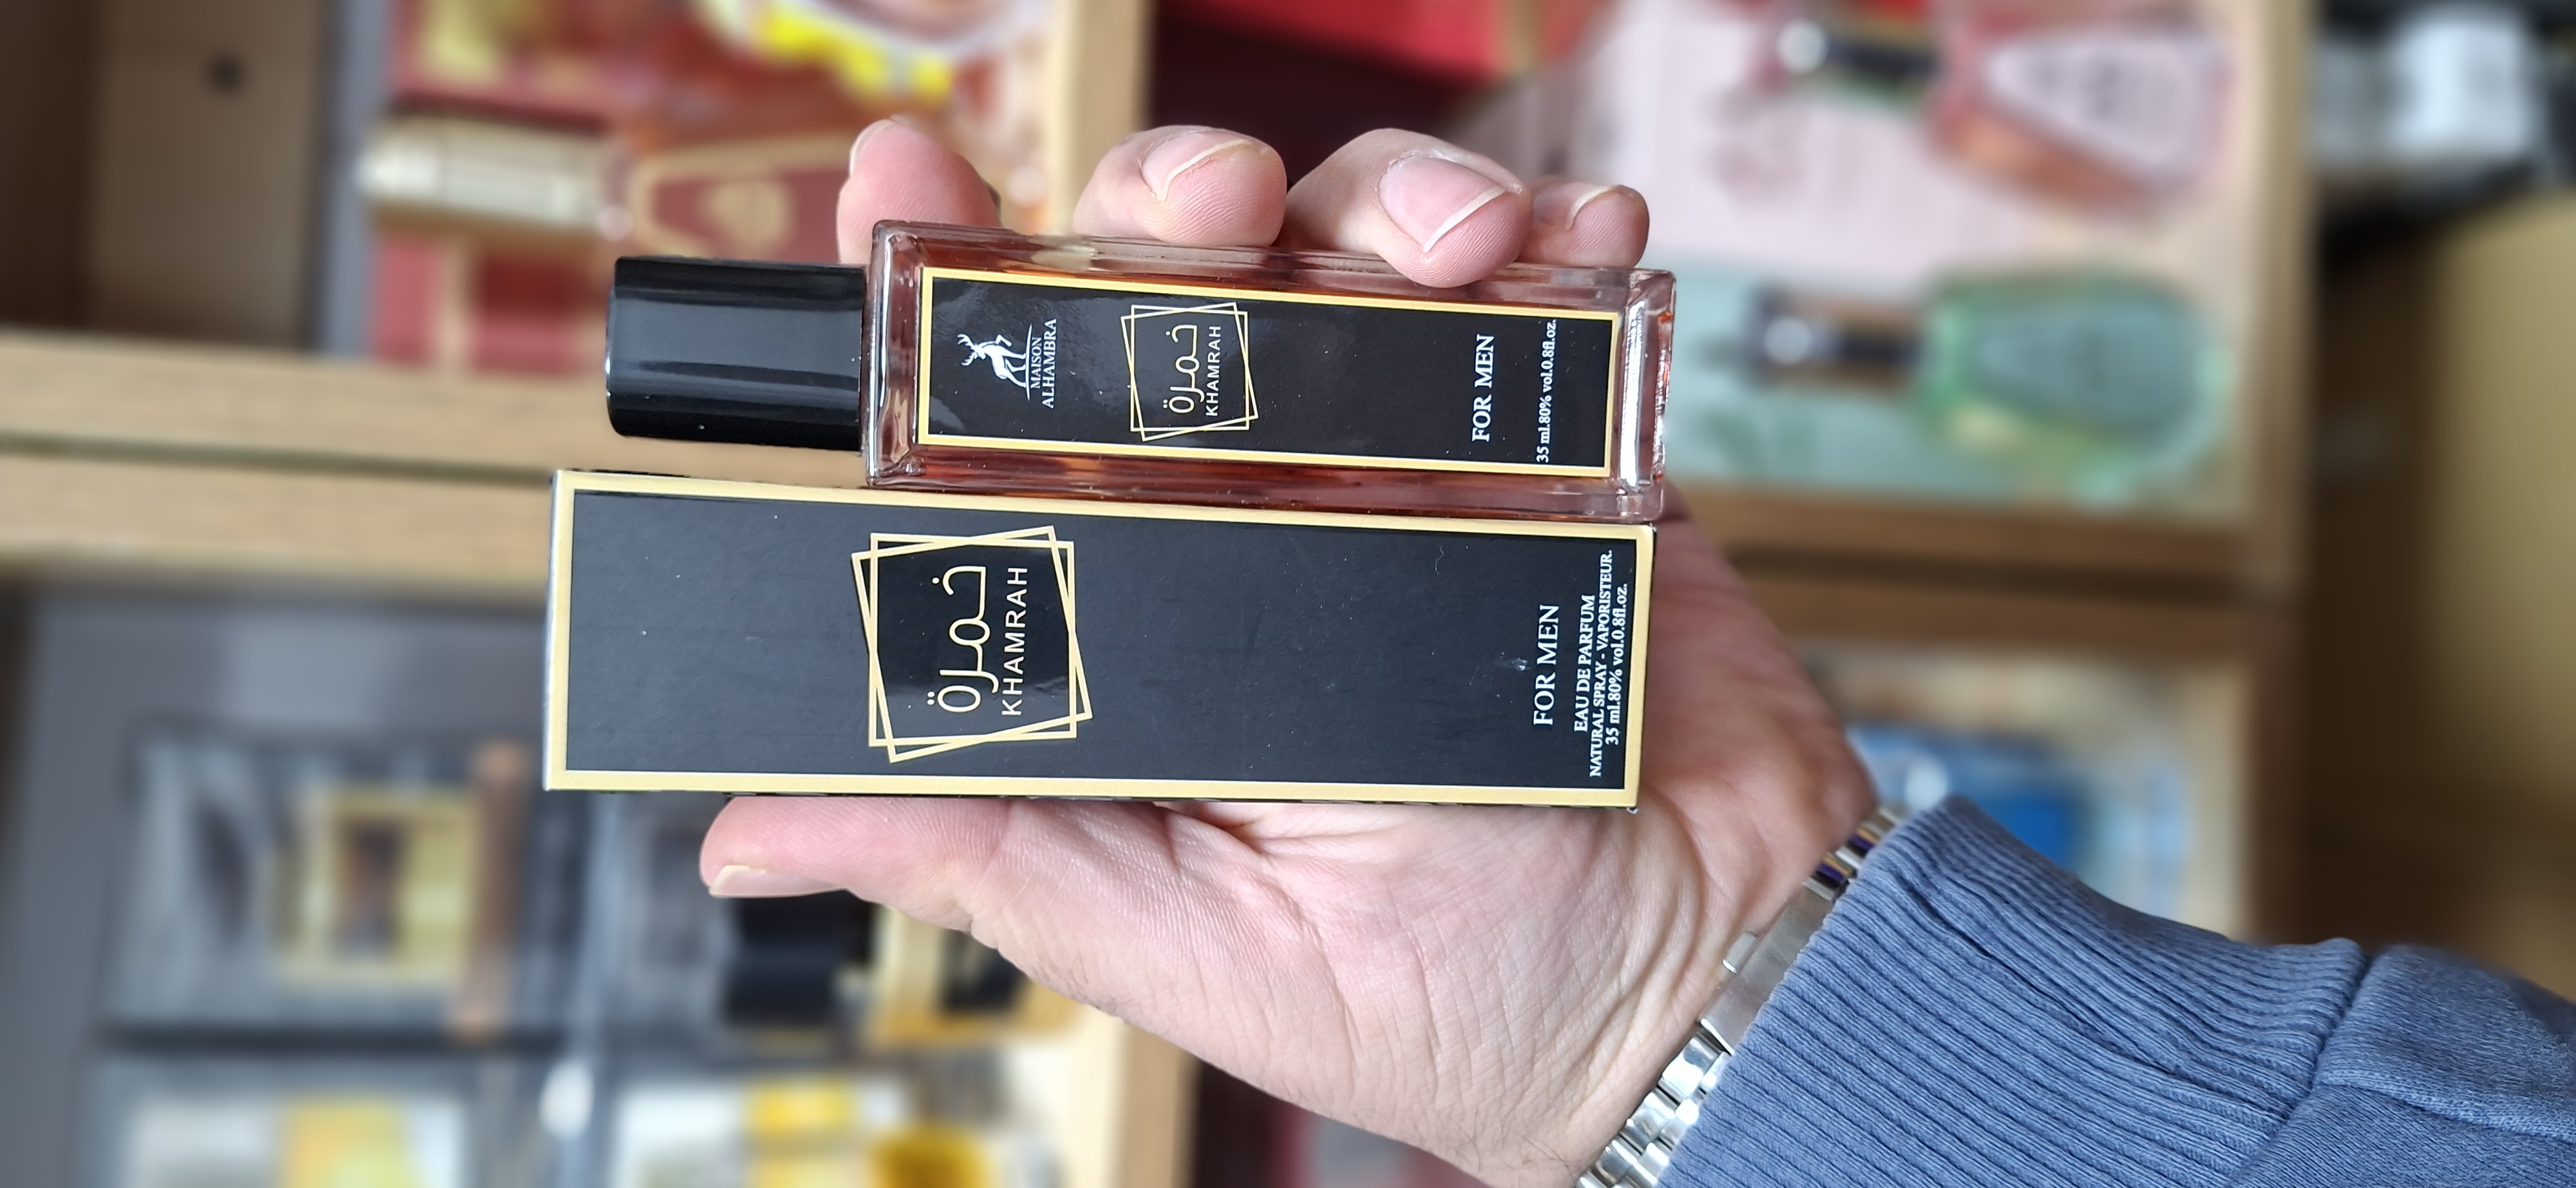 MAISON
ALHAMBRA
خمرة
KHAMRAH
FOR MEN
35 ml.80% vol.0.8fl.oz.
خمرة
KHAMRAH
FOR MEN
EAU DE PARFUM
NATURAL SPRAY - VAPORISTEUR.
35 ml.80% vol.0.8fl.oz.